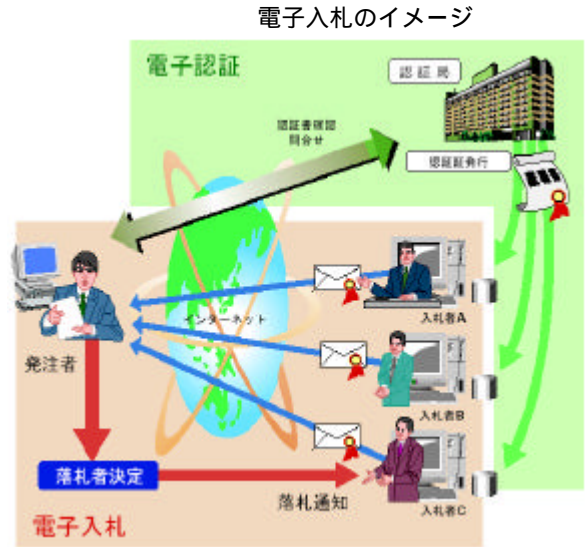 電子入札のイメージ
電子認証
認証局
認証書確認
問合せ
認証証発行
インターネット
入札者A
発注者
入札者B
落札者決定
落札通知
入札者C
電子入札